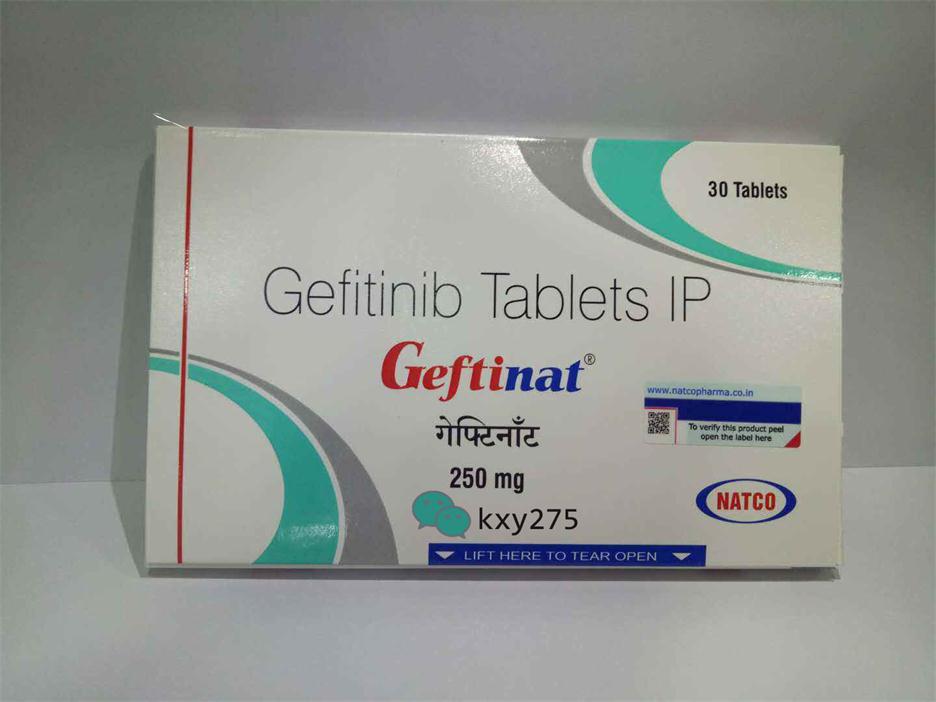 30 Tablets
Gefitinib Tablets IP
Geftinat®
गेफ्टिनॉंट
250 mg
www.natcopharma.co.in
To verify this product peel
open the label here
NATCO
kxy275
LIFT HERE TO TEAR OPEN